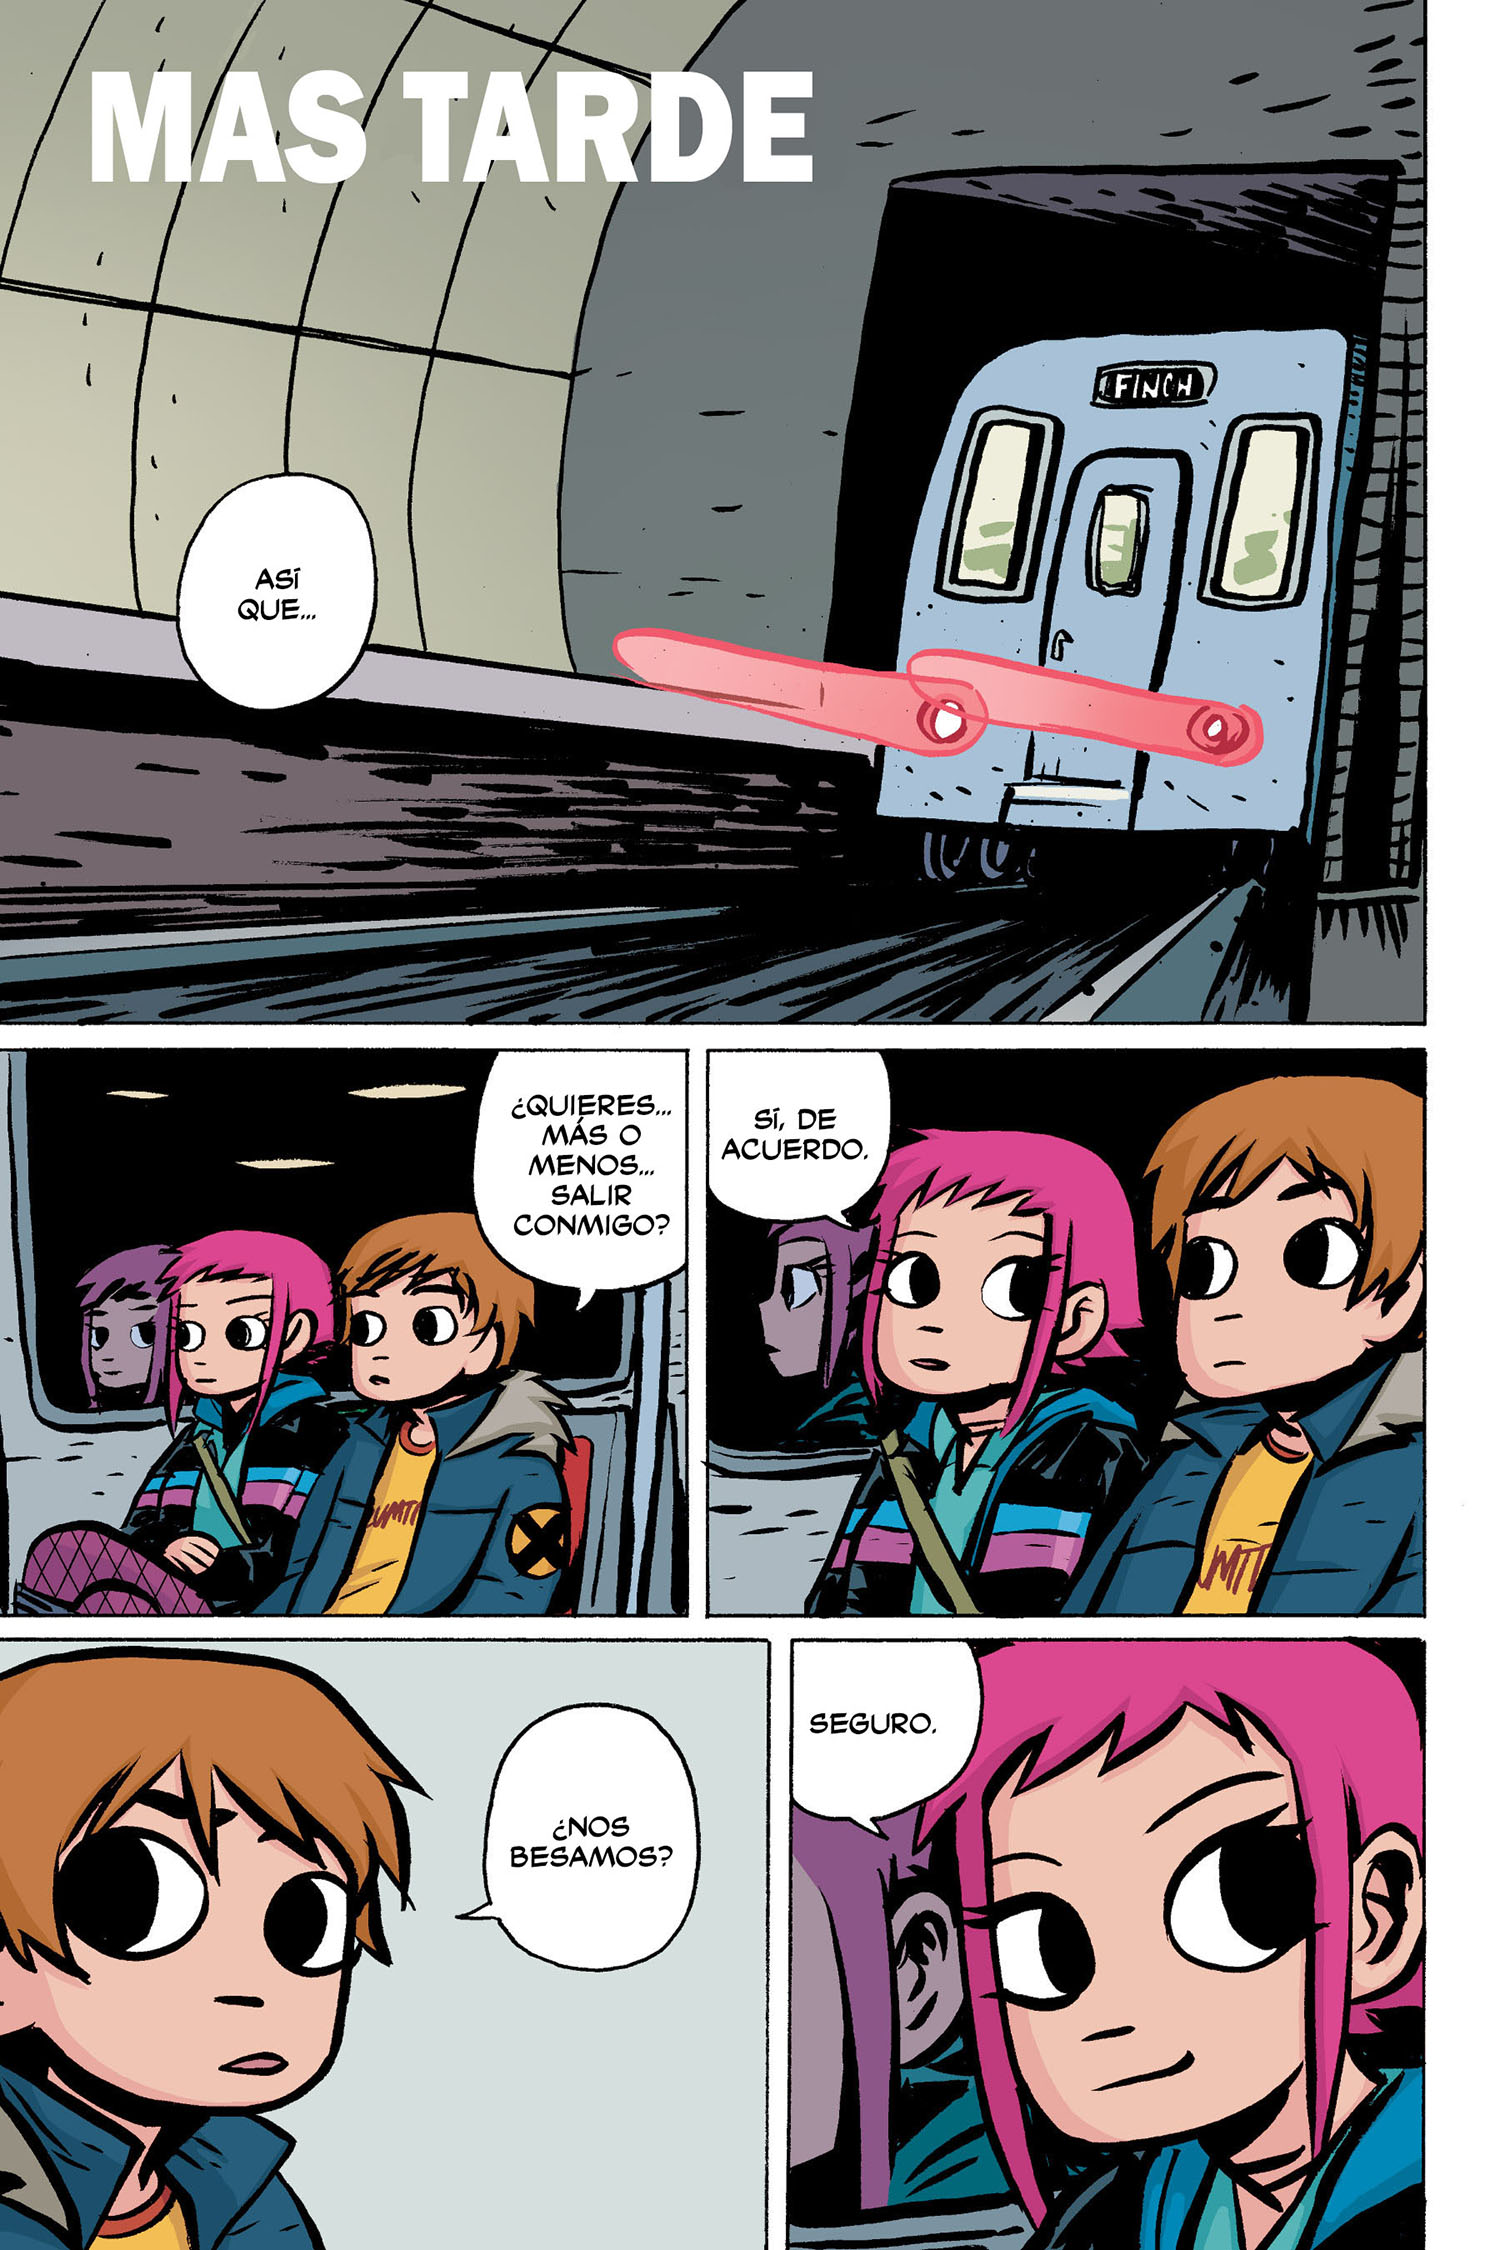 MAS TARDE
FINCH
ASÍ
QUE...
¿QUIERES...
MÁS O
MENOS...
SALIR
CONMIGO?
SÍ, DE
ACUERDO.
¿NOS
BESAMOS?
SEGURO.